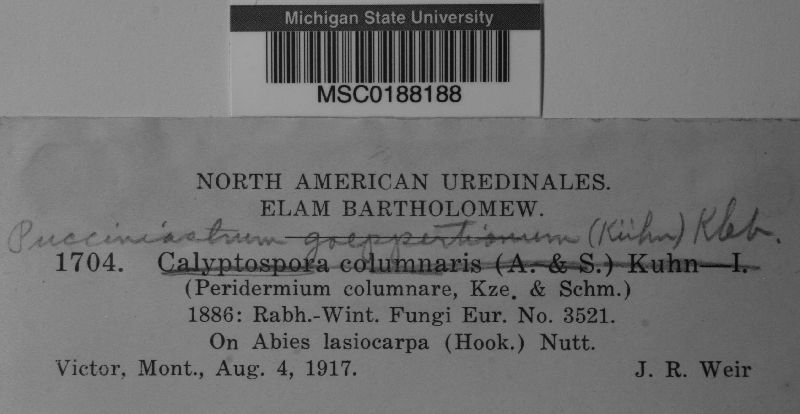 Michigan State University
MSC0188188
NORTH AMERICAN UREDINALES.
ELAM BARTHOLOMEW.
Pucciniastrum goeppertianum (Kühn) Kleb.
1704. Calyptospora columnaris (A. & S.) Kuhn—I.
(Peridermium columnare, Kze. & Schm.)
1886: Rabh.-Wint. Fungi Eur. No. 3521.
On Abies lasiocarpa (Hook.) Nutt.
Victor, Mont., Aug. 4, 1917. J. R. Weir